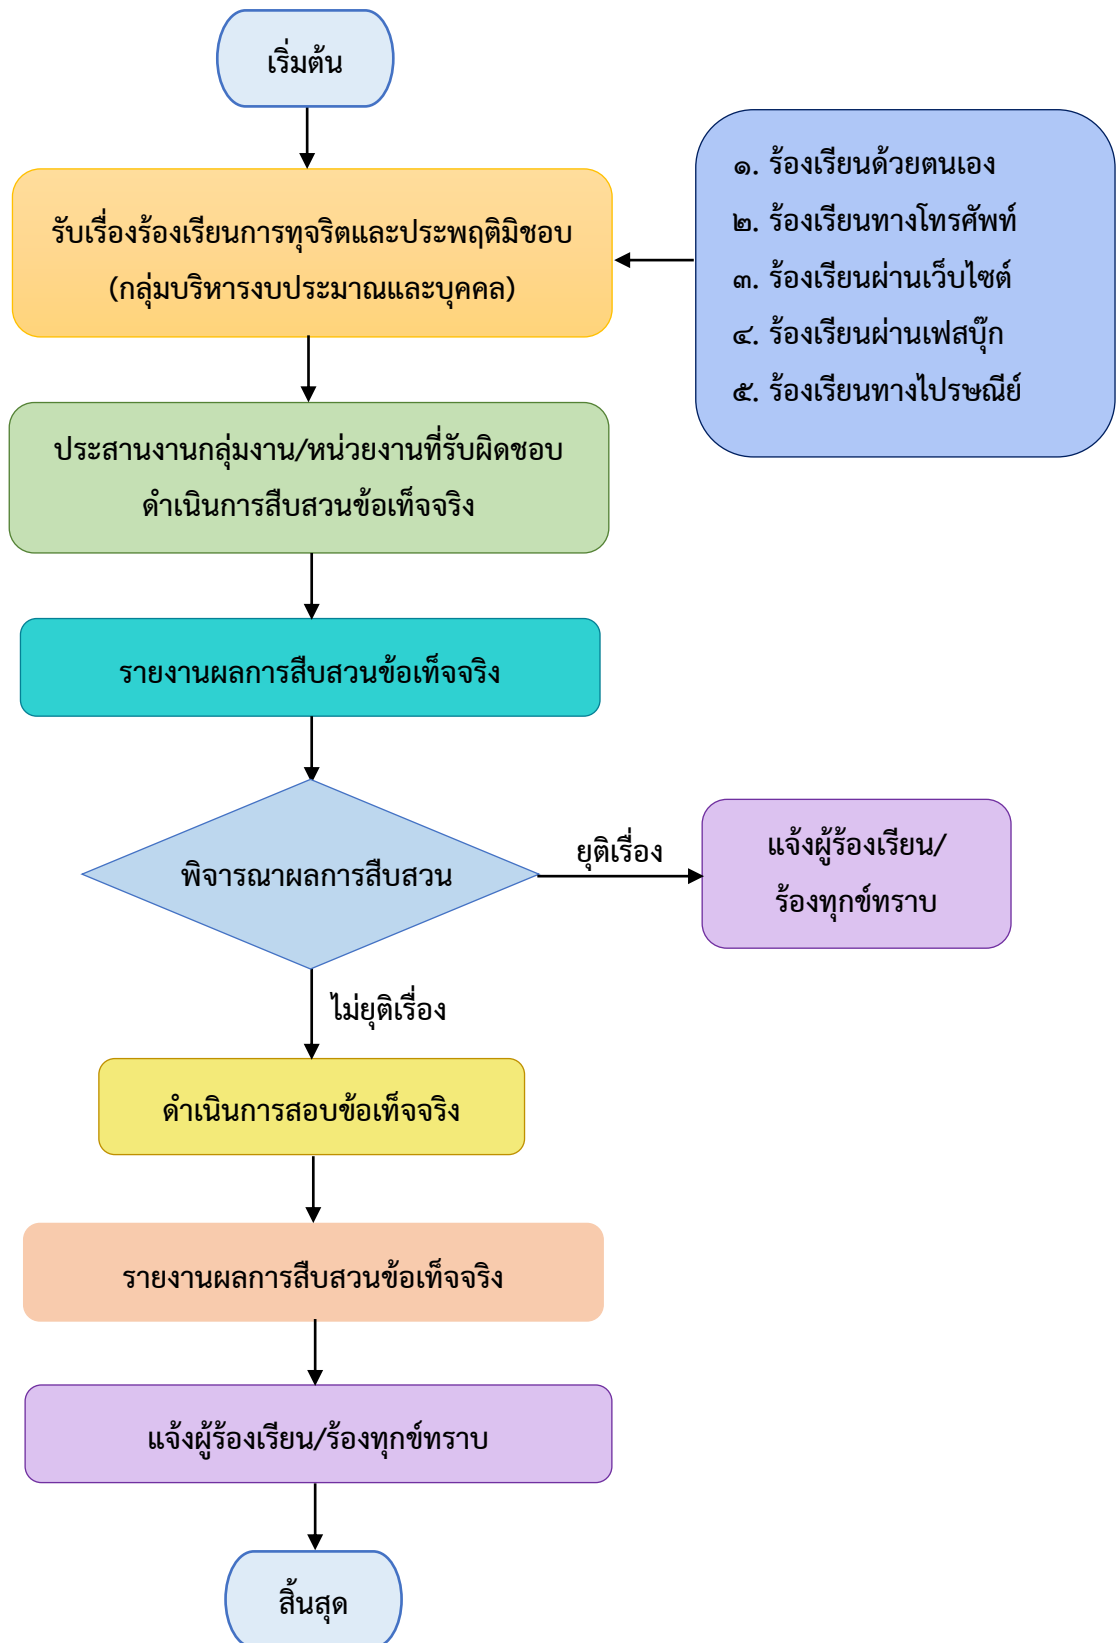 เริ่มต้น
รับเรื่องร้องเรียนการทุจริตและประพฤติมิชอบ
(กลุ่มบริหารงบประมาณและบุคคล)
๑. ร้องเรียนด้วยตนเอง
๒. ร้องเรียนทางโทรศัพท์
๓. ร้องเรียนผ่านเว็บไซต์
๔. ร้องเรียนผ่านเฟสบุ๊ก
๕. ร้องเรียนทางไปรษณีย์
ประสานงานกลุ่มงาน/หน่วยงานที่รับผิดชอบ
ดำเนินการสืบสวนข้อเท็จจริง
รายงานผลการสืบสวนข้อเท็จจริง
พิจารณาผลการสืบสวน
ยุติเรื่อง
แจ้งผู้ร้องเรียน/
ร้องทุกข์ทราบ
ไม่ยุติเรื่อง
ดำเนินการสอบข้อเท็จจริง
รายงานผลการสืบสวนข้อเท็จจริง
แจ้งผู้ร้องเรียน/ร้องทุกข์ทราบ
สิ้นสุด